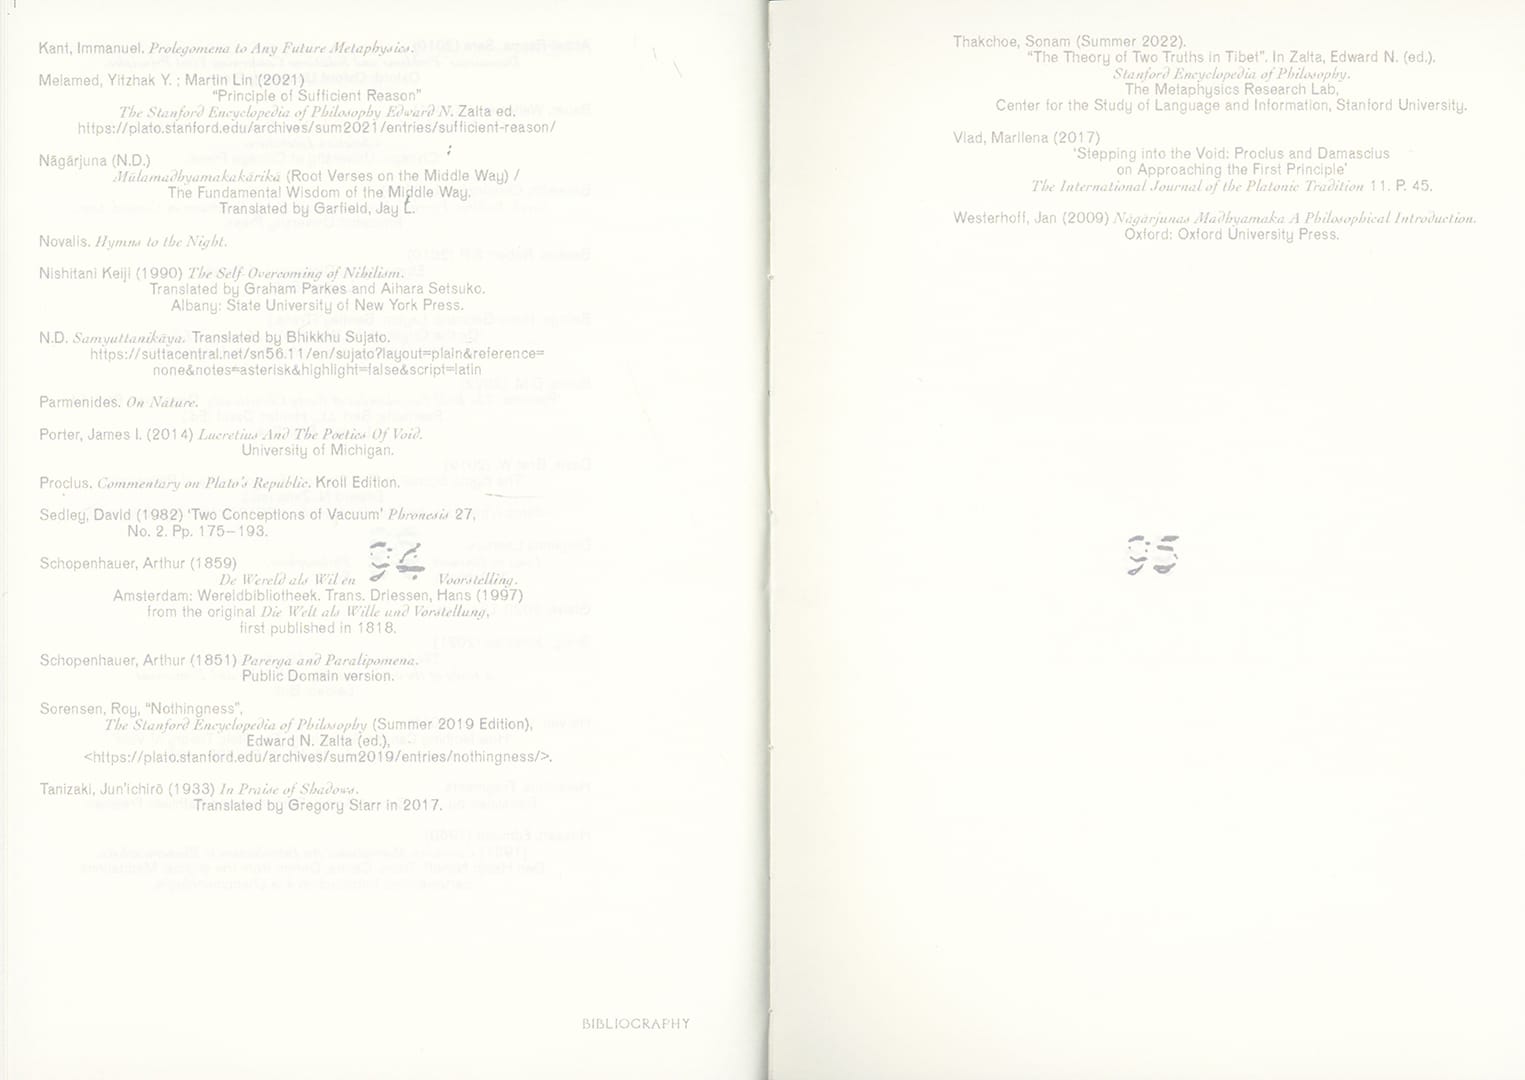 Kant, Immanuel. Prolegomena to Any Future Metaphysics.
Melamed, Yitzhak Y. ; Martin Lin (2021)
“Principle of Sufficient Reason”
The Stanford Encyclopedia of Philosophy Edward N. Zalta ed.
https://plato.stanford.edu/archives/sum2021/entries/sufficient-reason/
Nāgārjuna (N.D.)
Mūlamadhyamakakārikā (Root Verses on the Middle Way) /
The Fundamental Wisdom of the Middle Way.
Translated by Garfield, Jay L.
Novalis. Hymns to the Night.
Nishitani Keiji (1990) The Self-Overcoming of Nihilism.
Translated by Graham Parkes and Aihara Setsuko.
Albany: State University of New York Press.
N.D. Samyuttanikāya. Translated by Bhikkhu Sujato.
https://suttacentral.net/sn56.11/en/sujato?layout=plain&reference=
none&notes=asterisk&highlight=false&script=latin
Parmenides. On Nature.
Porter, James I. (2014) Lucretius And The Poetics Of Void.
University of Michigan.
Proclus. Commentary on Plato's Republic. Kroll Edition.
Sedley, David (1982) ‘Two Conceptions of Vacuum’ Phronesis 27,
No. 2. Pp. 175–193.
Schopenhauer, Arthur (1859)
De Wereld als Wil en Voorstelling.
Amsterdam: Wereldbibliotheek. Trans. Driessen, Hans (1997)
from the original Die Welt als Wille und Vorstellung,
first published in 1818.
94
Schopenhauer, Arthur (1851) Parerga and Paralipomena.
Public Domain version.
Sorensen, Roy, “Nothingness”,
The Stanford Encyclopedia of Philosophy (Summer 2019 Edition),
Edward N. Zalta (ed.),
<https://plato.stanford.edu/archives/sum2019/entries/nothingness/>.
Tanizaki, Jun'ichirō (1933) In Praise of Shadows.
Translated by Gregory Starr in 2017.
BIBLIOGRAPHY
Thakchoe, Sonam (Summer 2022).
“The Theory of Two Truths in Tibet”. In Zalta, Edward N. (ed.).
Stanford Encyclopedia of Philosophy.
The Metaphysics Research Lab,
Center for the Study of Language and Information, Stanford University.
Vlad, Marilena (2017)
‘Stepping into the Void: Proclus and Damascius
on Approaching the First Principle’
The International Journal of the Platonic Tradition 11. P. 45.
Westerhoff, Jan (2009) Nāgārjunas Madhyamaka A Philosophical Introduction.
Oxford: Oxford University Press.
95